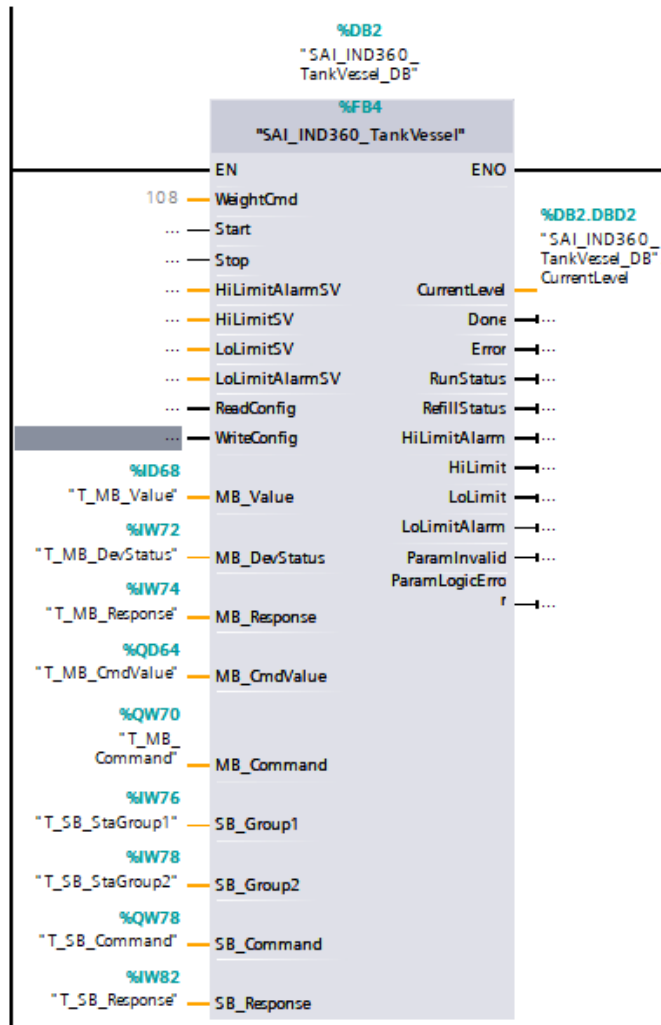 %DB2
"SAI_IND360_
TankVessel_DB"
%FB4
"SAI_IND360_TankVessel"
EN ENO
108 WeightCmd
... Start
... Stop
%DB2.DBD2
"SAI_IND360_
TankVessel_DB"
CurrentLevel
... HiLimitAlarmSV CurrentLevel
... HiLimitSV Done ...
... LoLimitSV Error ...
... LoLimitAlarmSV RunStatus ...
... ReadConfig RefillStatus ...
... WriteConfig HiLimitAlarm ...
HiLimit ...
%ID68
"T_MB_Value" MB_Value
LoLimit ...
LoLimitAlarm ...
%IW72
"T_MB_DevStatus" MB_DevStatus
ParamInvalid ...
ParamLogicErro
r ...
%IW74
"T_MB_Response" MB_Response
%QD64
"T_MB_CmdValue" MB_CmdValue
%QW70
"T_MB_
Command" MB_Command
%IW76
"T_SB_StaGroup1" SB_Group1
%IW78
"T_SB_StaGroup2" SB_Group2
%QW78
"T_SB_Command" SB_Command
%IW82
"T_SB_Response" SB_Response